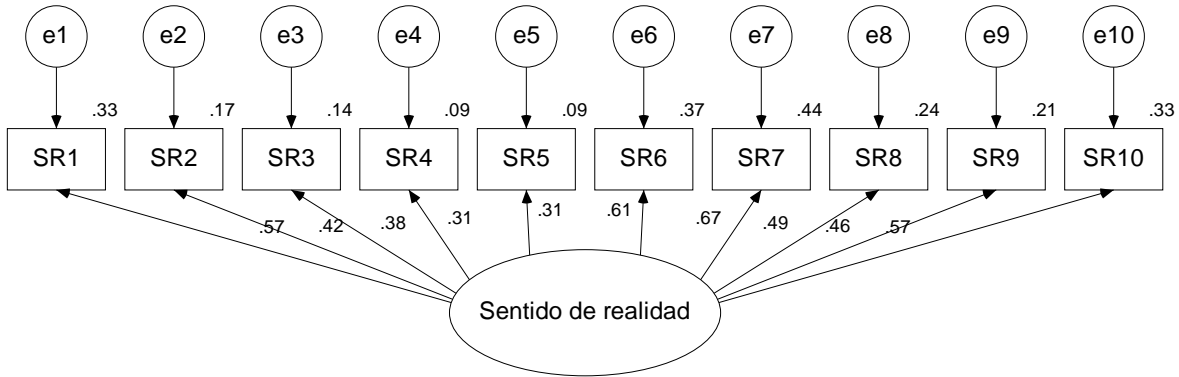 e1 e2 e3 e4 e5 e6 e7 e8 e9 e10
.33 .17 .14 .09 .09 .37 .44 .24 .21 .33
SR1 SR2 SR3 SR4 SR5 SR6 SR7 SR8 SR9 SR10
.57 .42 .38 .31 .31 .61 .67 .49 .46 .57
Sentido de realidad